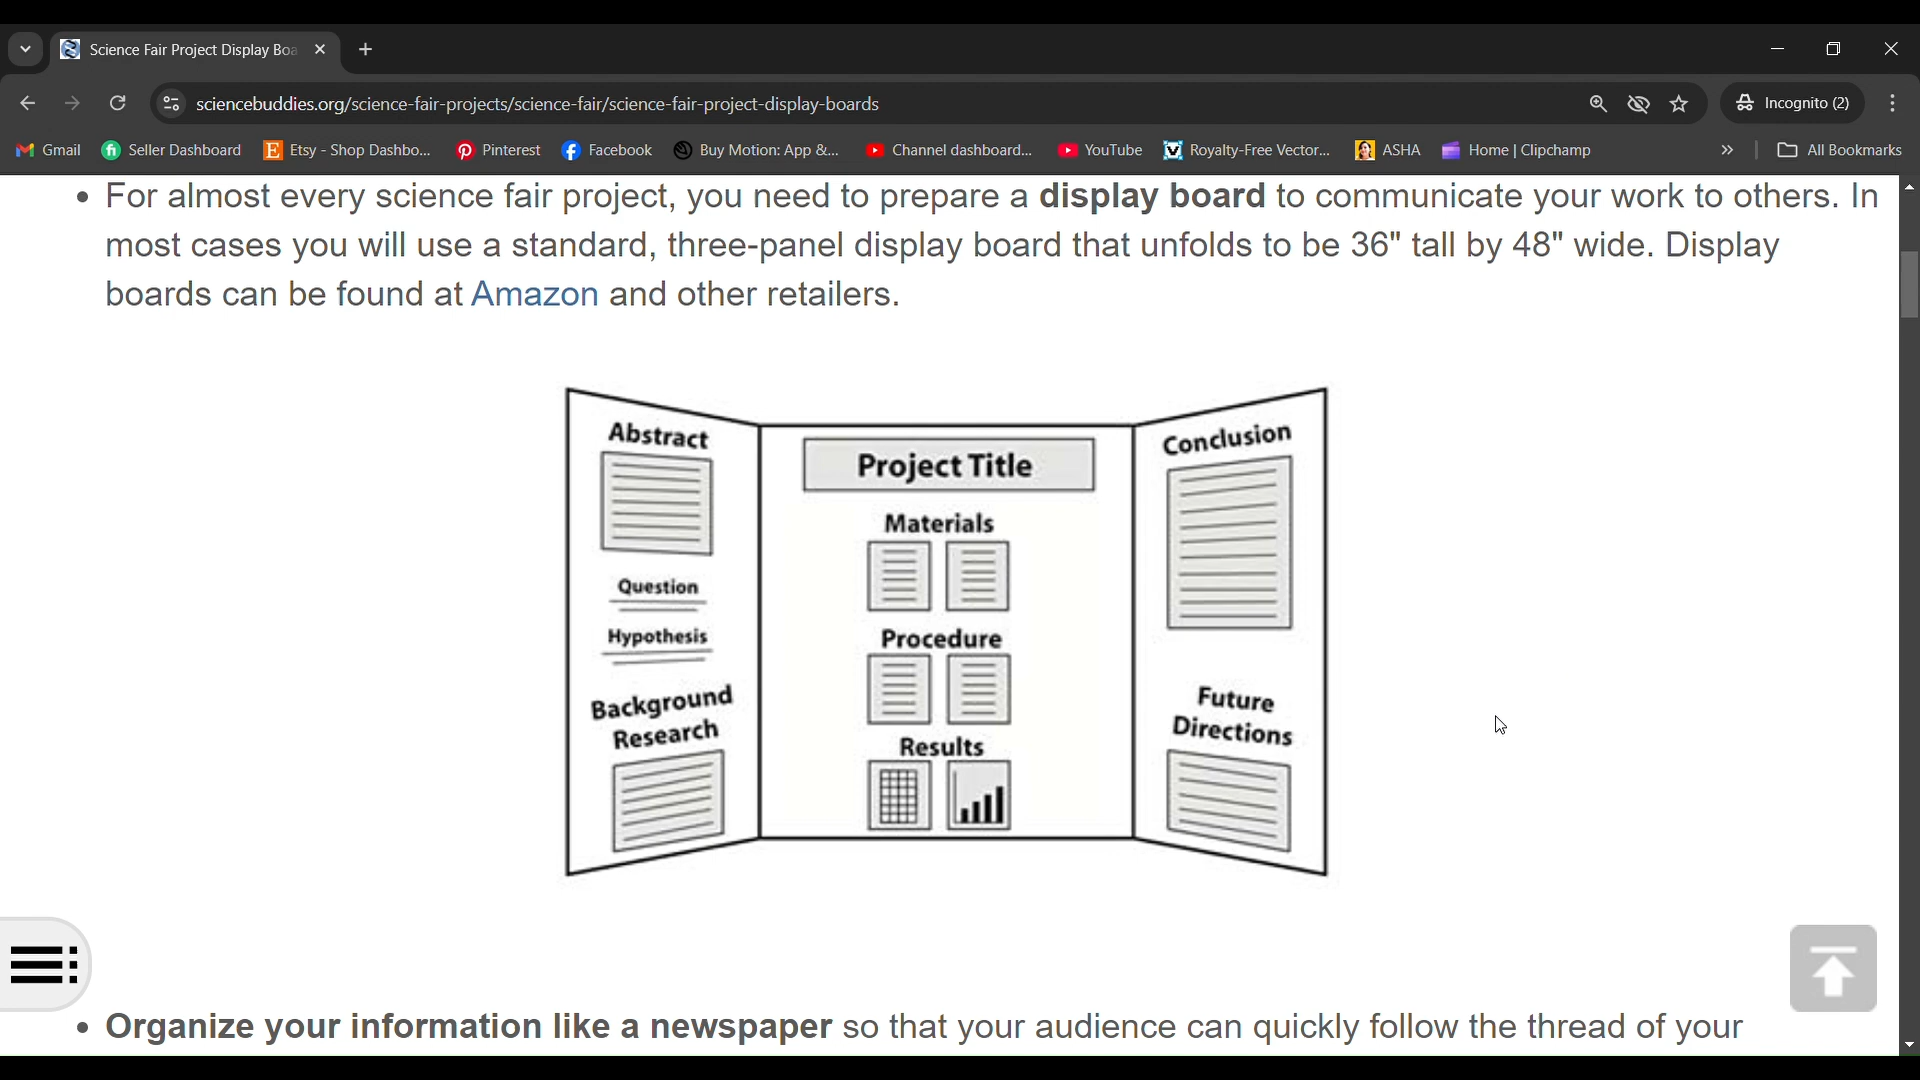 Science Fair Project Display Boa
sciencebuddies.org/science-fair-projects/science-fair/science-fair-project-display-boards
Incognito (2)
Gmail
Seller Dashboard
Etsy - Shop Dashbo...
Pinterest
Facebook
Buy Motion: App &...
Channel dashboard...
YouTube
Royalty-Free Vector...
ASHA
Home | Clipchamp
»
All Bookmarks
• For almost every science fair project, you need to prepare a display board to communicate your work to others. In
most cases you will use a standard, three-panel display board that unfolds to be 36" tall by 48" wide. Display
boards can be found at Amazon and other retailers.
Abstract
Question
Hypothesis
Background
Research
Project Title
Materials
Procedure
Results
Conclusion
Future
Directions
• Organize your information like a newspaper so that your audience can quickly follow the thread of your